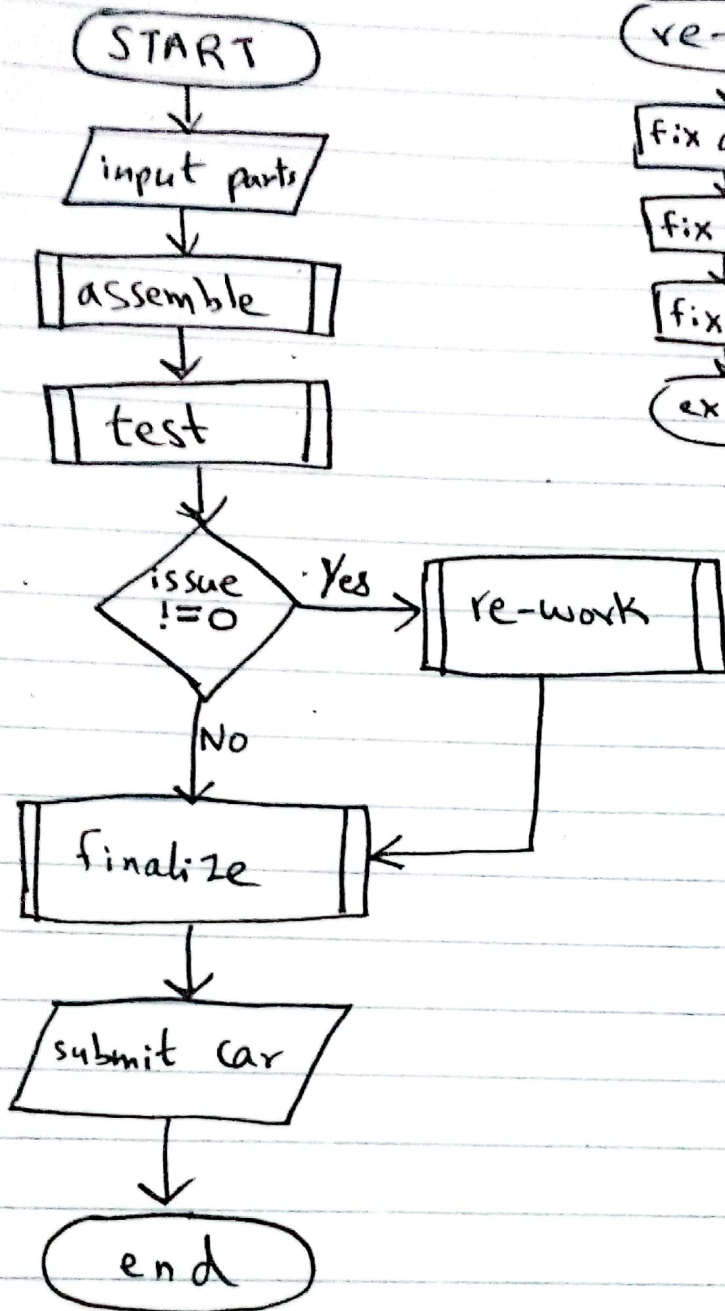 START
input parts
assemble
test
issue
!=0
Yes
re-work
No
finalize
submit car
end
fix
fix
fix